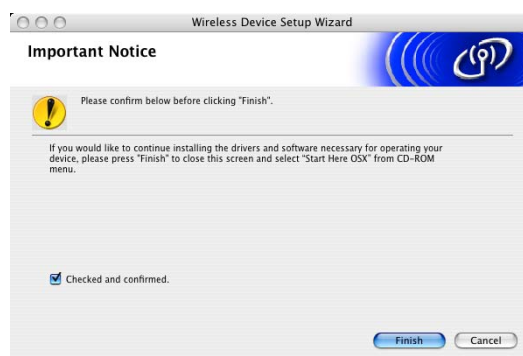 Wireless Device Setup Wizard
Important Notice
Please confirm below before clicking "Finish".
If you would like to continue installing the drivers and software necessary for operating your
device, please press "Finish" to close this screen and select "Start Here OSX" from CD-ROM
menu.
Checked and confirmed.
Finish
Cancel